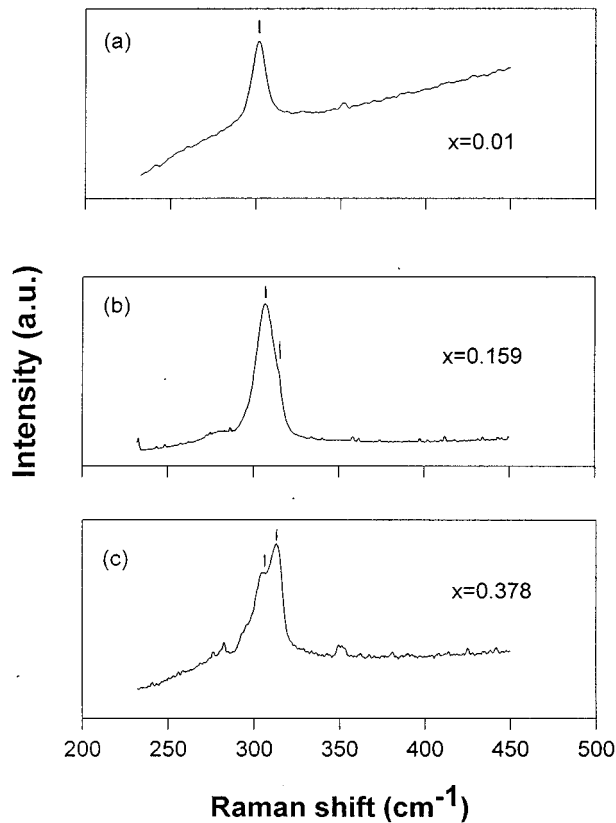 (a)
x=0.01
(b)
x=0.159
(c)
x=0.378
Intensity (a.u.)
200 250 300 350 400 450 500
Raman shift (cm⁻¹)